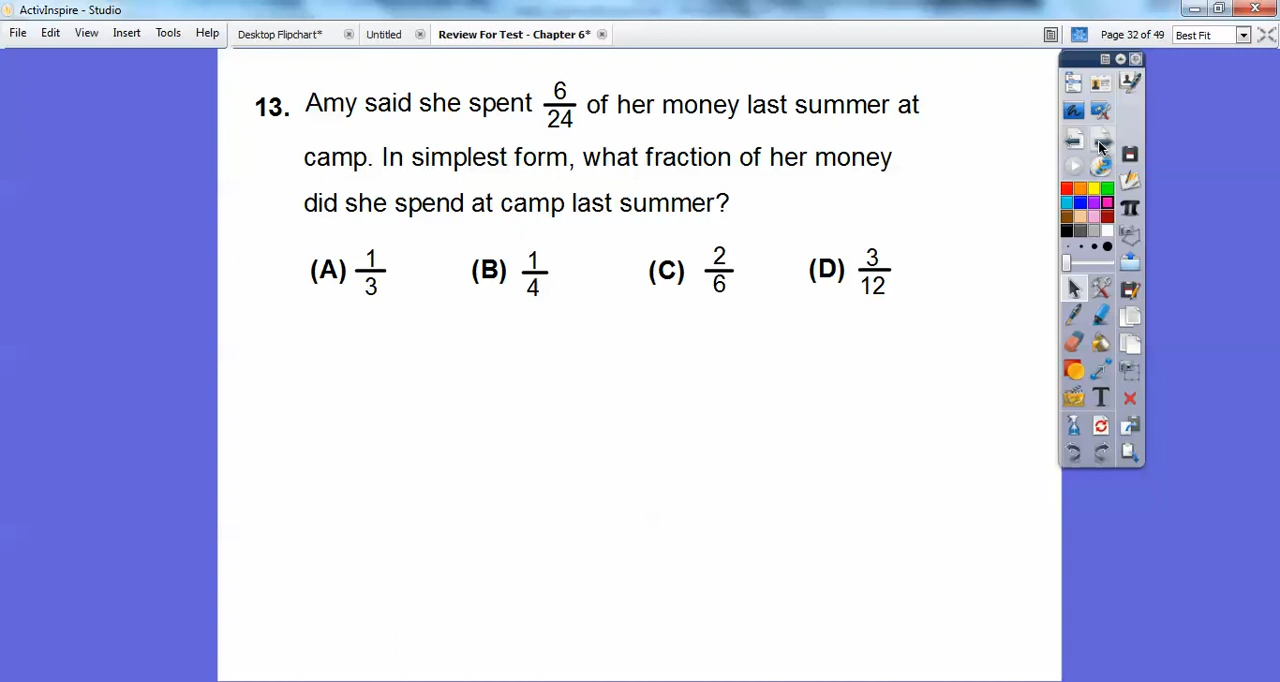 ActivInspire - Studio
File Edit View Insert Tools Help
Desktop Flipchart* Untitled Review For Test - Chapter 6* Page 32 of 49 Best Fit
13. Amy said she spent 6/24 of her money last summer at
camp. In simplest form, what fraction of her money
did she spend at camp last summer?
(A) 1/3 (B) 1/4 (C) 2/6 (D) 3/12